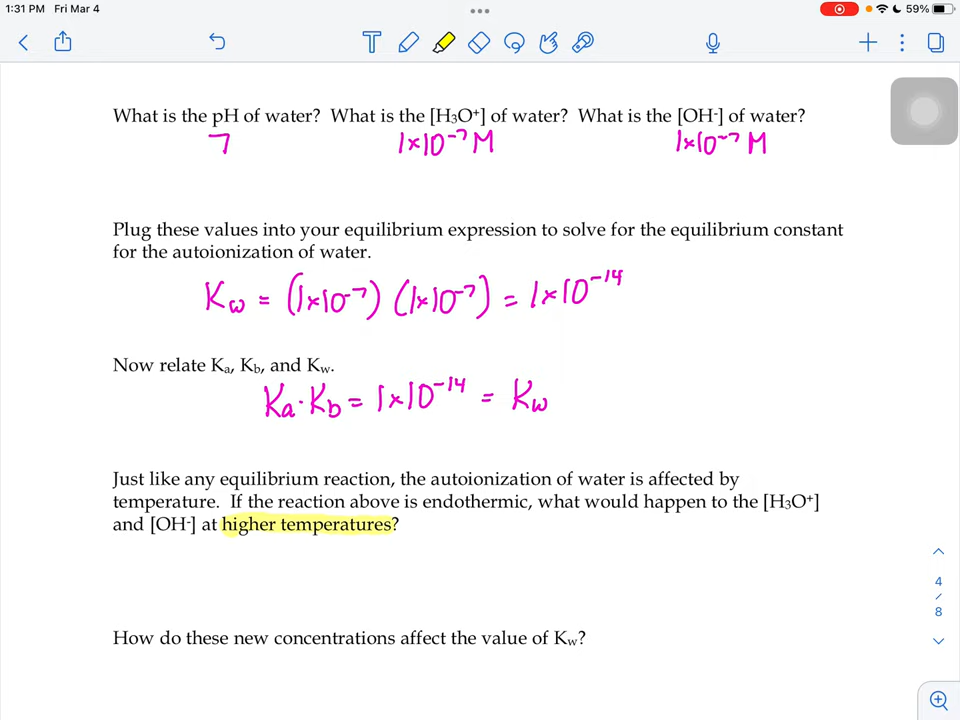 1:31 PM Fri Mar 4 59%
What is the pH of water? What is the [H₃O⁺] of water? What is the [OH⁻] of water?
7 1×10⁻⁷ M 1×10⁻⁷ M
Plug these values into your equilibrium expression to solve for the equilibrium constant
for the autoionization of water.
Kw = (1×10⁻⁷) (1×10⁻⁷) = 1×10⁻¹⁴
Now relate Ka, Kb, and Kw.
Ka · Kb = 1×10⁻¹⁴ = Kw
Just like any equilibrium reaction, the autoionization of water is affected by
temperature. If the reaction above is endothermic, what would happen to the [H₃O⁺]
and [OH⁻] at higher temperatures?
4
/
8
How do these new concentrations affect the value of Kw?